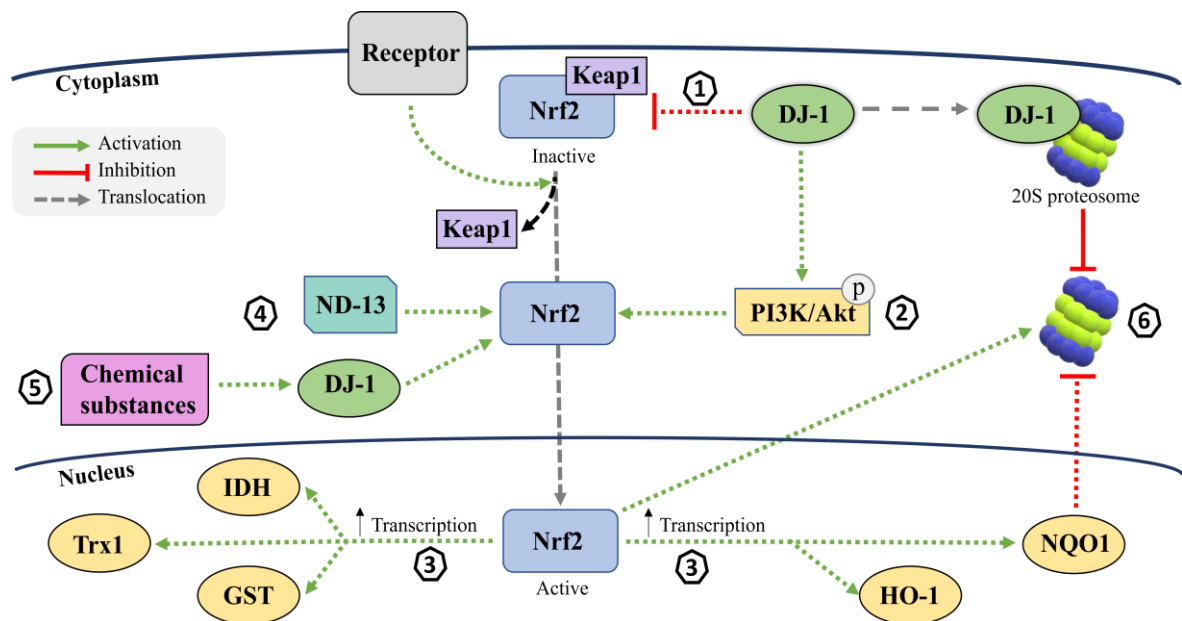 Receptor
Cytoplasm
Keap1
Nrf2
Inactive
1
DJ-1
DJ-1
20S proteosome
Activation
Inhibition
Translocation
Keap1
4
ND-13
Nrf2
p
PI3K/Akt
2
6
5
Chemical
substances
DJ-1
Nucleus
IDH
Trx1
GST
Transcription
3
Nrf2
Active
Transcription
3
NQO1
HO-1